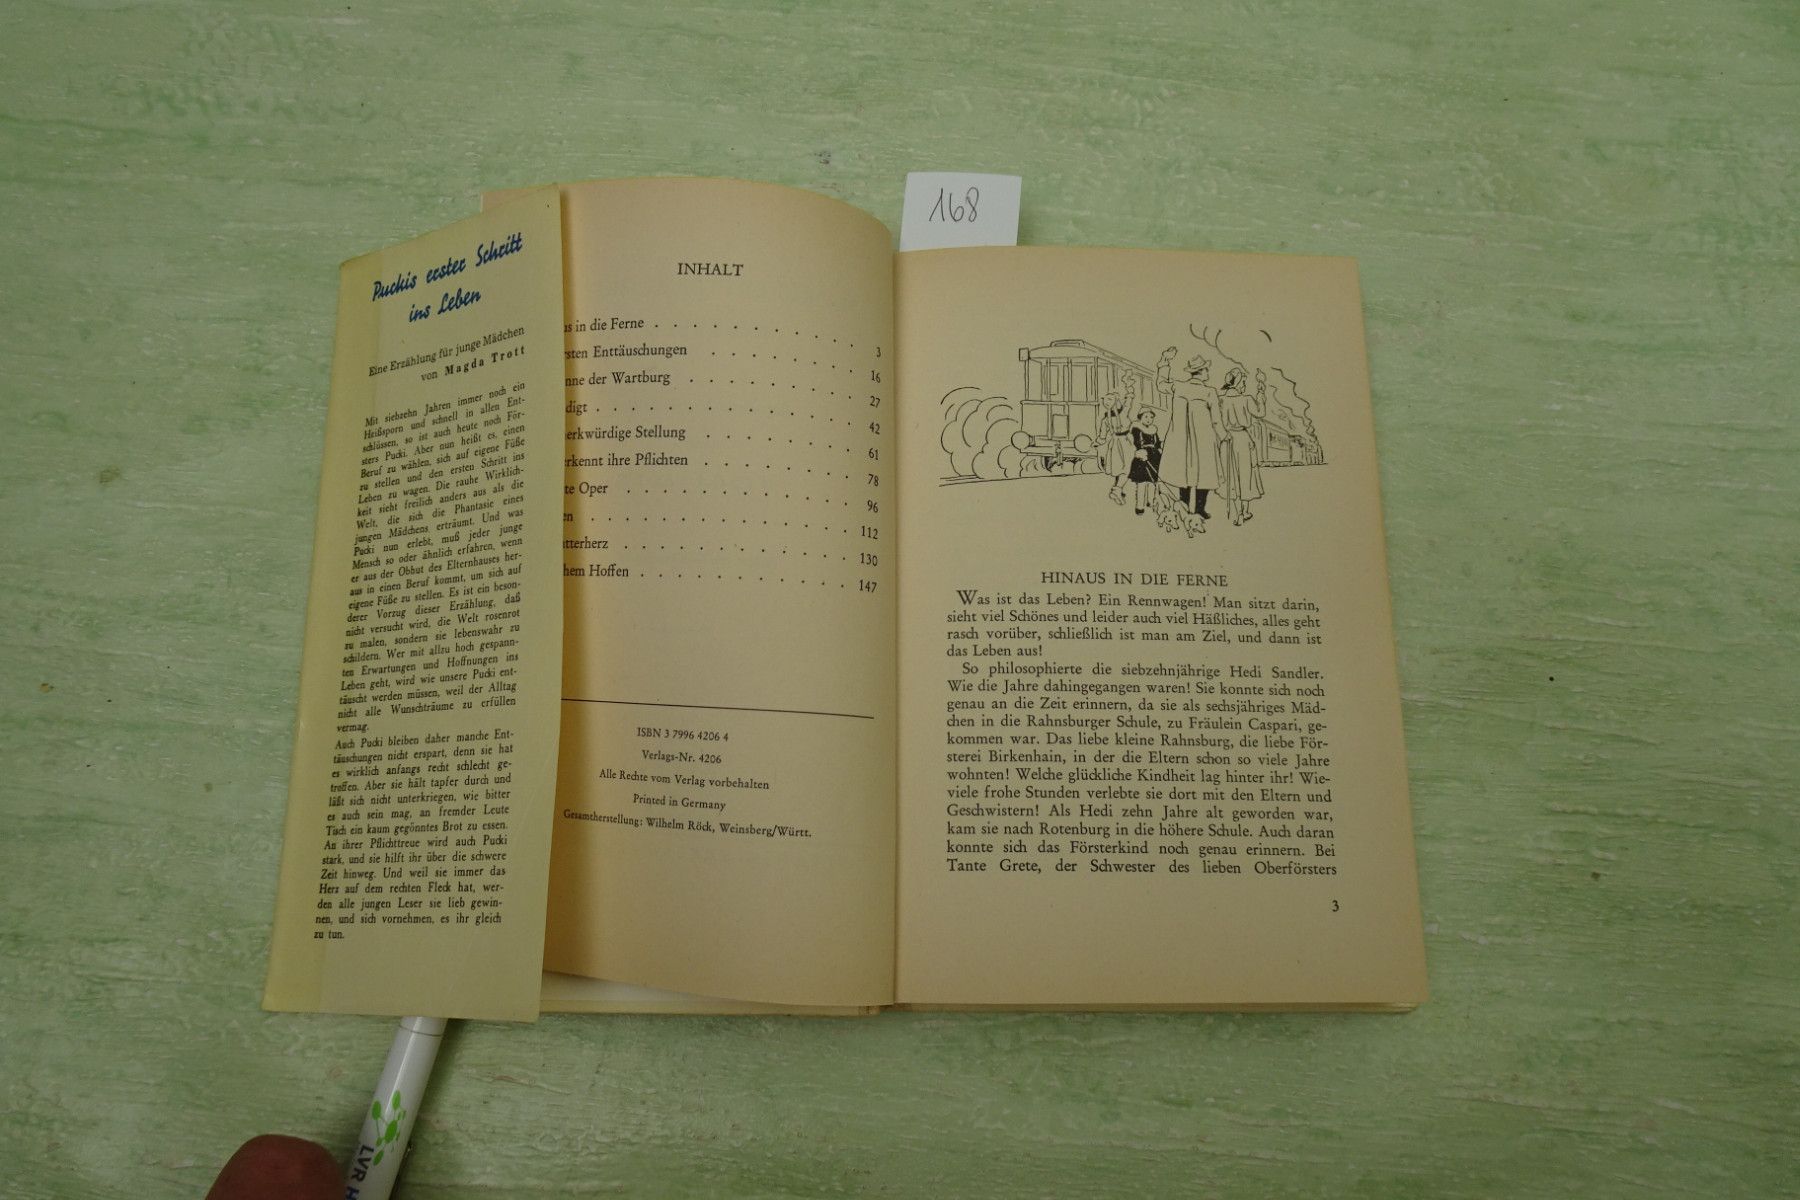 168
Puckis erster Schritt
ins Leben
Eine Erzählung für junge Mädchen
von Magda Trott
Mit siebzehn Jahren immer noch ein
Heißsporn und schnell in allen Ent-
schlüssen, so ist auch heute noch För-
sters Pucki. Aber nun heißt es, einen
Beruf zu wählen, sich auf eigene Füße
zu stellen und den ersten Schritt ins
Leben zu wagen. Die rauhe Wirklich-
keit sieht freilich anders aus als die
Welt, die sich die Phantasie eines
jungen Mädchens erträumt. Und was
Pucki nun erlebt, muß jeder junge
Mensch so oder ähnlich erfahren, wenn
er aus der Obhut des Elternhauses her-
aus in einen Beruf kommt, um sich auf
eigene Füße zu stellen. Es ist ein beson-
derer Vorzug dieser Erzählung, daß
nicht versucht wird, die Welt rosenrot
zu malen, sondern sie lebenswahr zu
schildern. Wer mit allzu hoch gespann-
ten Erwartungen und Hoffnungen ins
Leben geht, wird wie unsere Pucki ent-
täuscht werden müssen, weil der Alltag
nicht alle Wunschträume zu erfüllen
vermag.
Auch Pucki bleiben daher manche Ent-
täuschungen nicht erspart, denn sie hat
es wirklich anfangs recht schlecht ge-
troffen. Aber sie hält tapfer durch und
läßt sich nicht unterkriegen, wie bitter
es auch sein mag, an fremder Leute
Tisch ein kaum gegönntes Brot zu essen.
An ihrer Pflichttreue wird auch Pucki
stark, und sie hilft ihr über die schwere
Zeit hinweg. Und weil sie immer das
Herz auf dem rechten Fleck hat, wer-
den alle jungen Leser sie lieb gewin-
nen, und sich vornehmen, es ihr gleich
zu tun.
INHALT
us in die Ferne . . . . . . . . . . 3
rsten Enttäuschungen . . . . . . . . 16
nne der Wartburg . . . . . . . . . 27
digt . . . . . . . . . . . . 42
erkwürdige Stellung . . . . . . . . 61
erkennt ihre Pflichten . . . . . . . . 78
te Oper . . . . . . . . . . . 96
en . . . . . . . . . . . . 112
tterherz . . . . . . . . . . . 130
hem Hoffen . . . . . . . . . . 147
ISBN 3 7996 4206 4
Verlags-Nr. 4206
Alle Rechte vom Verlag vorbehalten
Printed in Germany
Gesamtherstellung: Wilhelm Röck, Weinsberg/Württ.
HINAUS IN DIE FERNE
Was ist das Leben? Ein Rennwagen! Man sitzt darin,
sieht viel Schönes und leider auch viel Häßliches, alles geht
rasch vorüber, schließlich ist man am Ziel, und dann ist
das Leben aus!
So philosophierte die siebzehnjährige Hedi Sandler.
Wie die Jahre dahingegangen waren! Sie konnte sich noch
genau an die Zeit erinnern, da sie als sechsjähriges Mäd-
chen in die Rahnsburger Schule, zu Fräulein Caspari, ge-
kommen war. Das liebe kleine Rahnsburg, die liebe För-
sterei Birkenhain, in der die Eltern schon so viele Jahre
wohnten! Welche glückliche Kindheit lag hinter ihr! Wie-
viele frohe Stunden verlebte sie dort mit den Eltern und
Geschwistern! Als Hedi zehn Jahre alt geworden war,
kam sie nach Rotenburg in die höhere Schule. Auch daran
konnte sich das Försterkind noch genau erinnern. Bei
Tante Grete, der Schwester des lieben Oberförsters
3
LVR H